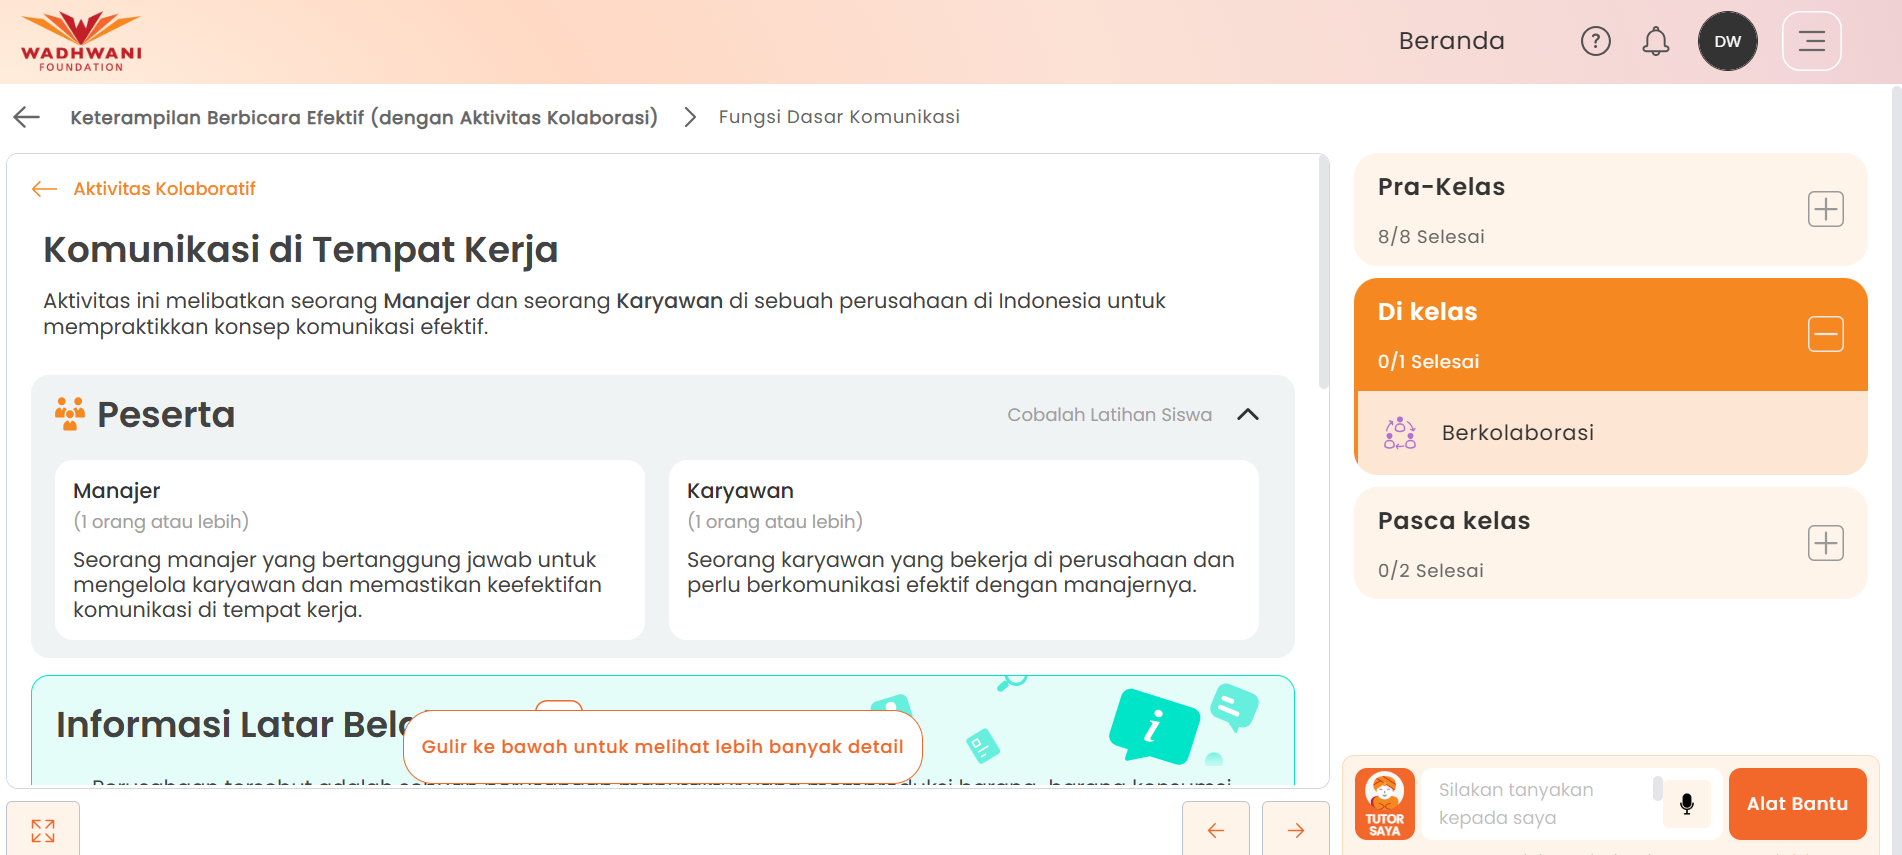 WADHWANI
FOUNDATION
Beranda
DW
Keterampilan Berbicara Efektif (dengan Aktivitas Kolaborasi)
Fungsi Dasar Komunikasi
Aktivitas Kolaboratif
Komunikasi di Tempat Kerja
Aktivitas ini melibatkan seorang Manajer dan seorang Karyawan di sebuah perusahaan di Indonesia untuk
mempraktikkan konsep komunikasi efektif.
Peserta
Cobalah Latihan Siswa
Manajer
(1 orang atau lebih)
Seorang manajer yang bertanggung jawab untuk
mengelola karyawan dan memastikan keefektifan
komunikasi di tempat kerja.
Karyawan
(1 orang atau lebih)
Seorang karyawan yang bekerja di perusahaan dan
perlu berkomunikasi efektif dengan manajernya.
Informasi Latar
Gulir ke bawah untuk melihat lebih banyak detail
Pra-Kelas
8/8 Selesai
Di kelas
0/1 Selesai
Berkolaborasi
Pasca kelas
0/2 Selesai
TUTOR
SAYA
Silakan tanyakan
kepada saya
Alat Bantu